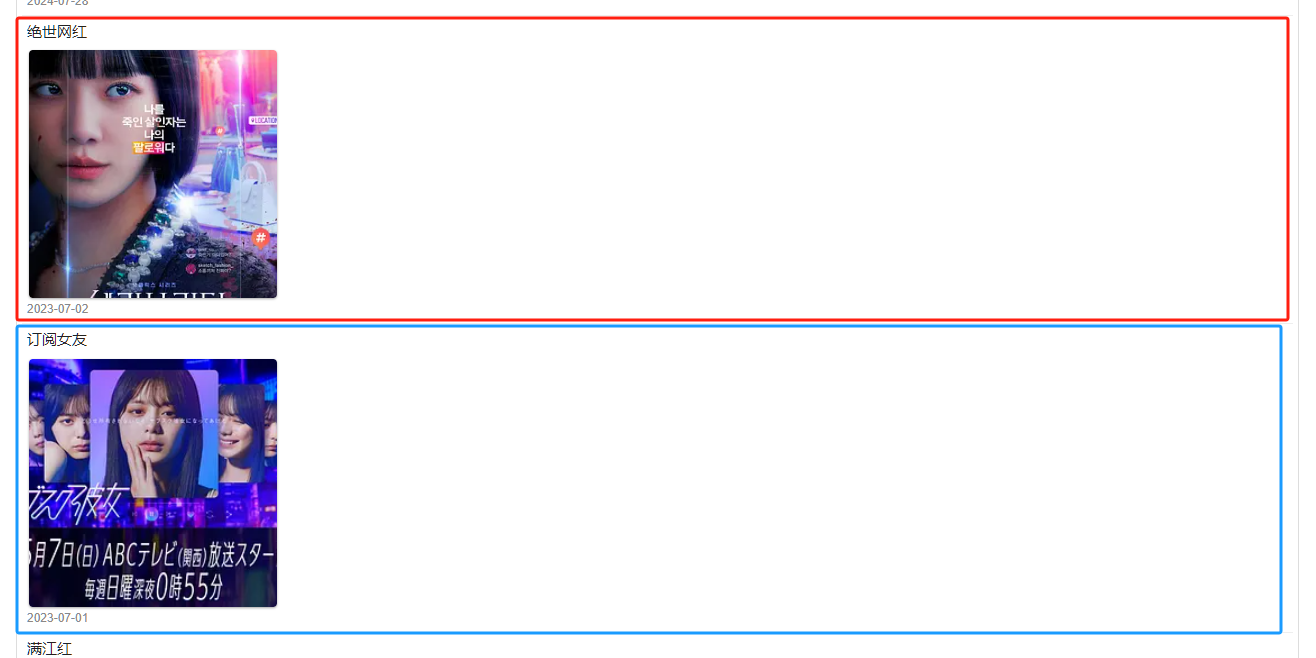 2024-07-28
绝世网红
나를
죽인 살인자는
나의
팔로워다
LOCATION
#
#
2023-07-02
订阅女友
ブスク彼女
5月7日(日)ABCテレビ(関西)放送スター
毎週日曜深夜0時55分
2023-07-01
满江红